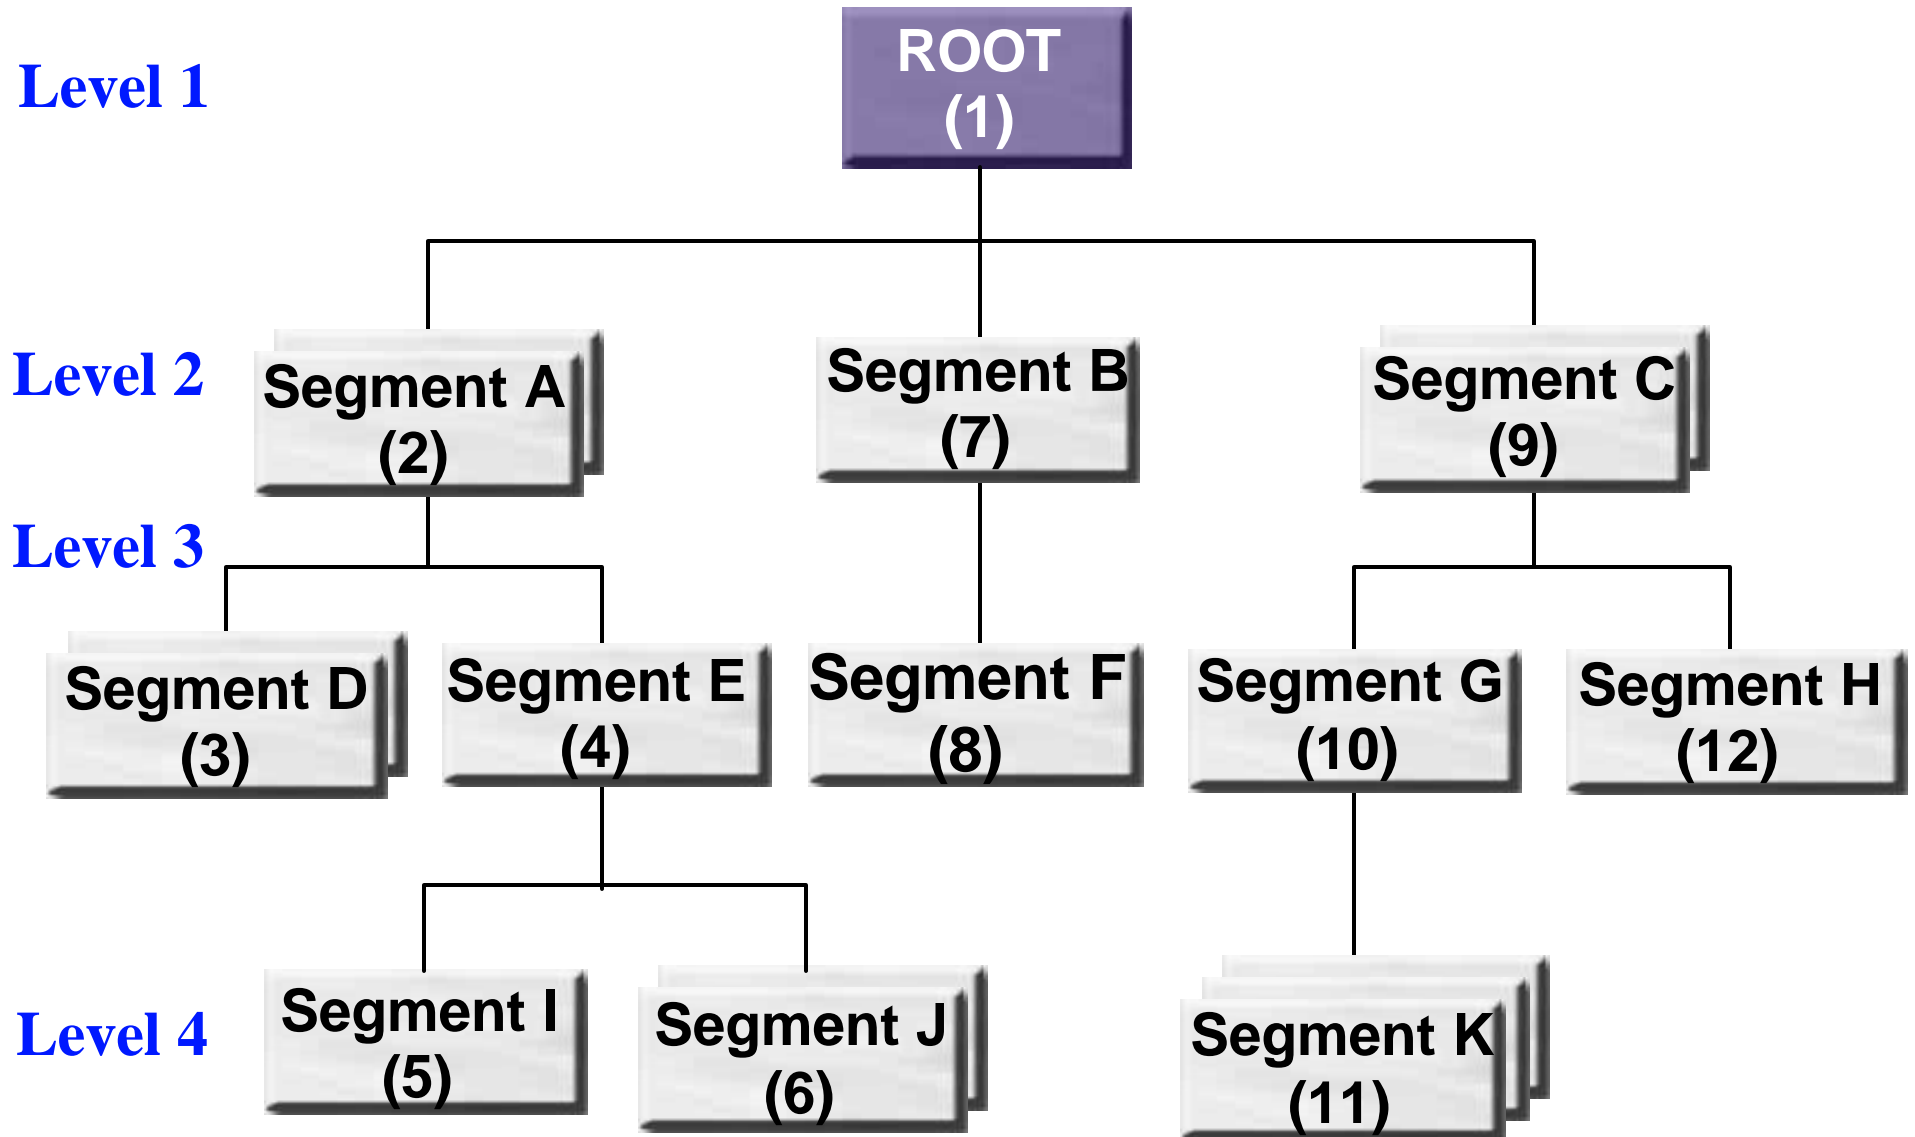 Level 1
ROOT
(1)
Level 2
Segment A
(2)
Segment B
(7)
Segment C
(9)
Level 3
Segment D
(3)
Segment E
(4)
Segment F
(8)
Segment G
(10)
Segment H
(12)
Level 4
Segment I
(5)
Segment J
(6)
Segment K
(11)